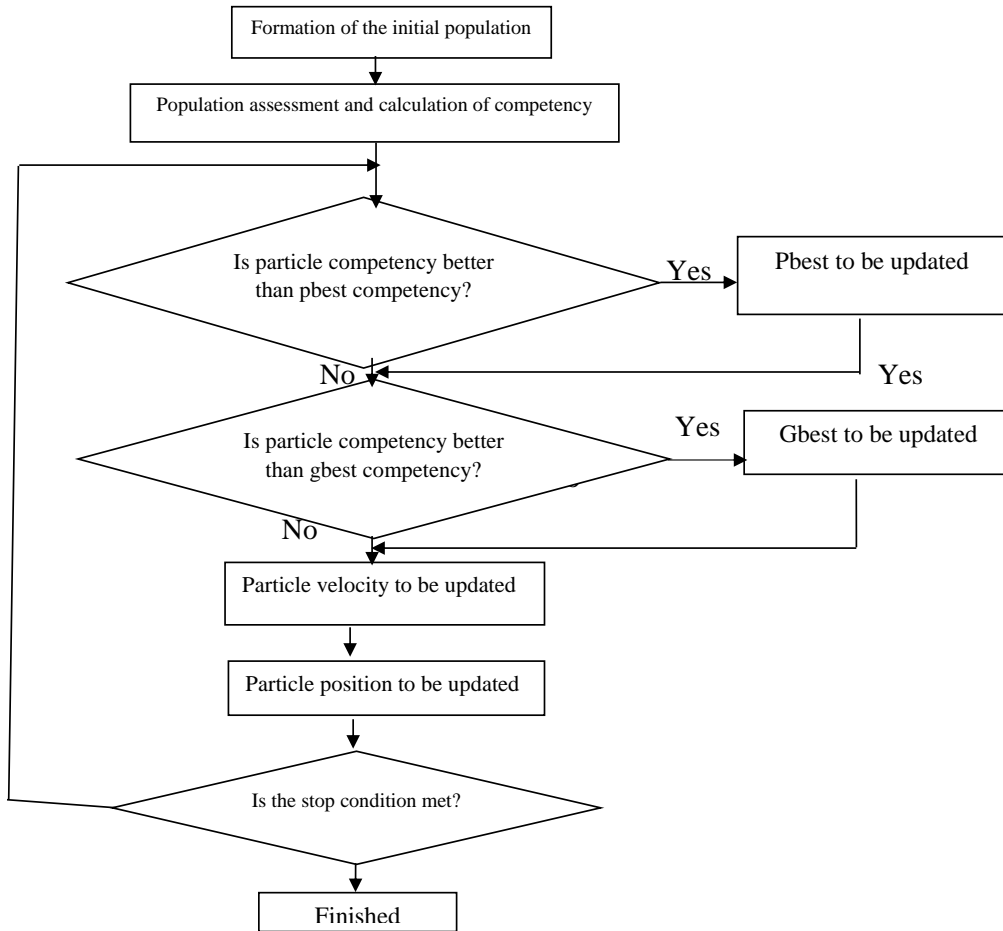 Formation of the initial population
Population assessment and calculation of competency
Is particle competency better
than pbest competency?
Yes
Pbest to be updated
No
Yes
Is particle competency better
than gbest competency?
Yes
Gbest to be updated
No
Particle velocity to be updated
Particle position to be updated
Is the stop condition met?
Finished